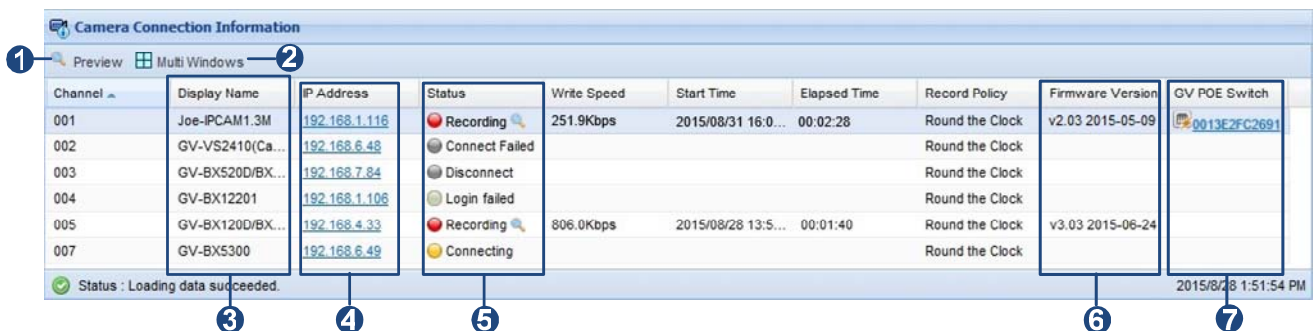 Camera Connection Information
1 Preview Multi Windows 2
Channel Display Name IP Address Status Write Speed Start Time Elapsed Time Record Policy Firmware Version GV POE Switch
001 Joe-IPCAM1.3M 192.168.1.116 Recording 251.9Kbps 2015/08/31 16:0... 00:02:28 Round the Clock v2.03 2015-05-09 0013E2FC2691
002 GV-VS2410(Ca... 192.168.6.48 Connect Failed Round the Clock
003 GV-BX520D/BX... 192.168.7.84 Disconnect Round the Clock
004 GV-BX12201 192.168.1.106 Login failed Round the Clock
005 GV-BX120D/BX... 192.168.4.33 Recording 806.0Kbps 2015/08/28 13:5... 00:01:40 Round the Clock v3.03 2015-06-24
007 GV-BX5300 192.168.6.49 Connecting Round the Clock
Status : Loading data succeeded. 2015/8/28 1:51:54 PM
3 4 5 6 7